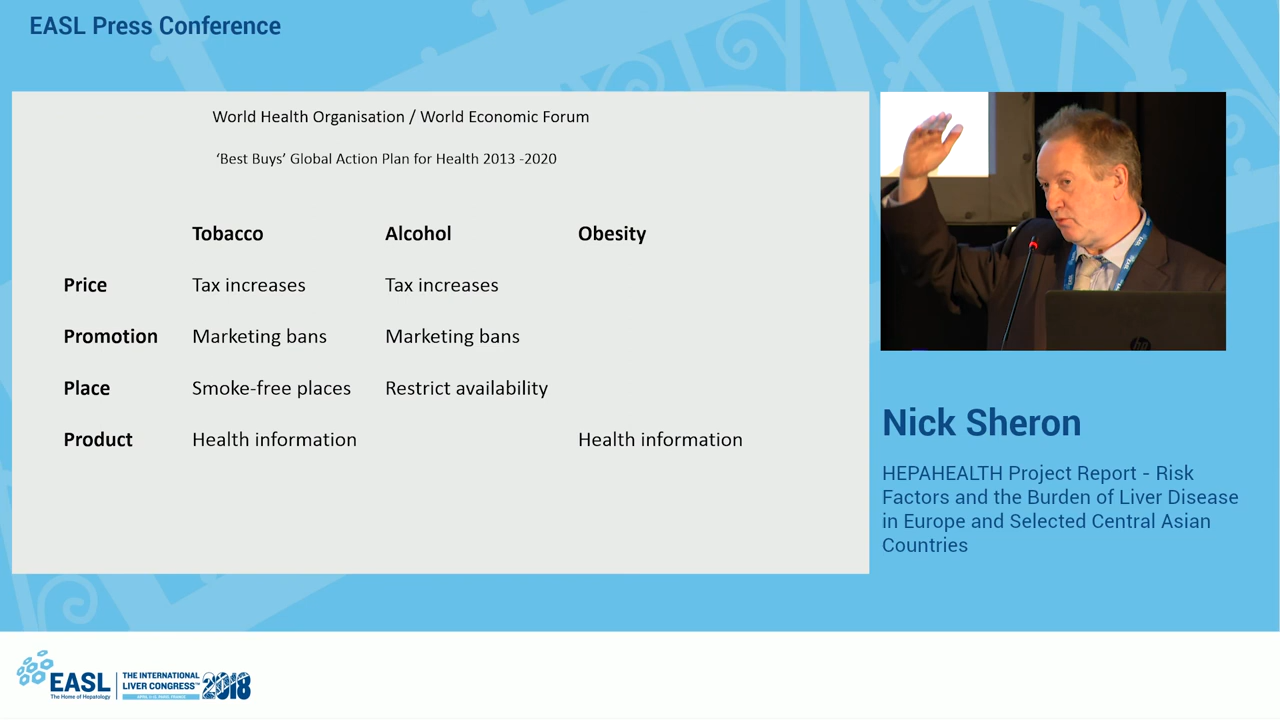 EASL Press Conference
World Health Organisation / World Economic Forum
‘Best Buys’ Global Action Plan for Health 2013 -2020
Tobacco Alcohol Obesity
Price Tax increases Tax increases
Promotion Marketing bans Marketing bans
Place Smoke-free places Restrict availability
Product Health information Health information
hp
Nick Sheron
HEPAHEALTH Project Report - Risk
Factors and the Burden of Liver Disease
in Europe and Selected Central Asian
Countries
EASL
The Home of Hepatology
THE INTERNATIONAL
LIVER CONGRESS™
2018